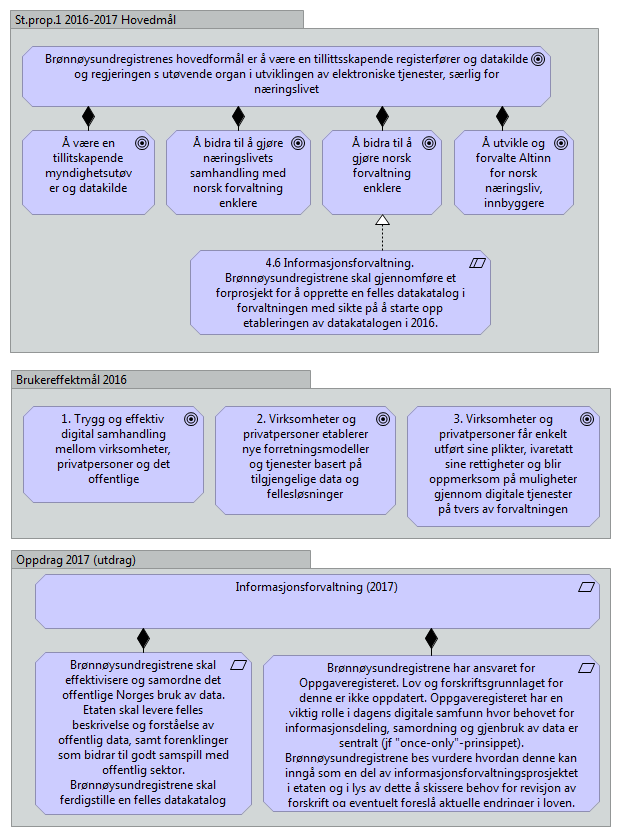 St.prop.1 2016-2017 Hovedmål
Brønnøysundregistrenes hovedformål er å være en tillittsskapende registerfører og datakilde
og regjeringen s utøvende organ i utviklingen av elektroniske tjenester, særlig for
næringslivet
Å være en
tillitskapende
myndighetsutøv
er og datakilde
Å bidra til å gjøre
næringslivets
samhandling med
norsk forvaltning
enklere
Å bidra til å
gjøre norsk
forvaltning
enklere
Å utvikle og
forvalte Altinn
for norsk
næringsliv,
innbyggere
4.6 Informasjonsforvaltning.
Brønnøysundregistrene skal gjennomføre et
forprosjekt for å opprette en felles datakatalog i
forvaltningen med sikte på å starte opp
etableringen av datakatalogen i 2016.
Brukereffektmål 2016
1. Trygg og effektiv
digital samhandling
mellom virksomheter,
privatpersoner og det
offentlige
2. Virksomheter og
privatpersoner etablerer
nye forretningsmodeller
og tjenester basert på
tilgjengelige data og
fellesløsninger
3. Virksomheter og
privatpersoner får enkelt
utført sine plikter, ivaretatt
sine rettigheter og blir
oppmerksom på muligheter
gjennom digitale tjenester
på tvers av forvaltningen
Oppdrag 2017 (utdrag)
Informasjonsforvaltning (2017)
Brønnøysundregistrene skal
effektivisere og samordne det
offentlige Norges bruk av data.
Etaten skal levere felles
beskrivelse og forståelse av
offentlig data, samt forenklinger
som bidrar til godt samspill med
offentlig sektor.
Brønnøysundregistrene skal
ferdigstille en felles datakatalog
Brønnøysundregistrene har ansvaret for
Oppgaveregisteret. Lov og forskriftsgrunnlaget for
denne er ikke oppdatert. Oppgaveregisteret har en
viktig rolle i dagens digitale samfunn hvor behovet for
informasjonsdeling, samordning og gjenbruk av data er
sentralt (jf "once-only"-prinsippet).
Brønnøysundregistrene bes vurdere hvordan denne kan
inngå som en del av informasjonsforvaltningsprosjektet
i etaten og i lys av dette å skissere behov for revisjon av
forskrift og eventuelt foreslå aktuelle endringer i loven.